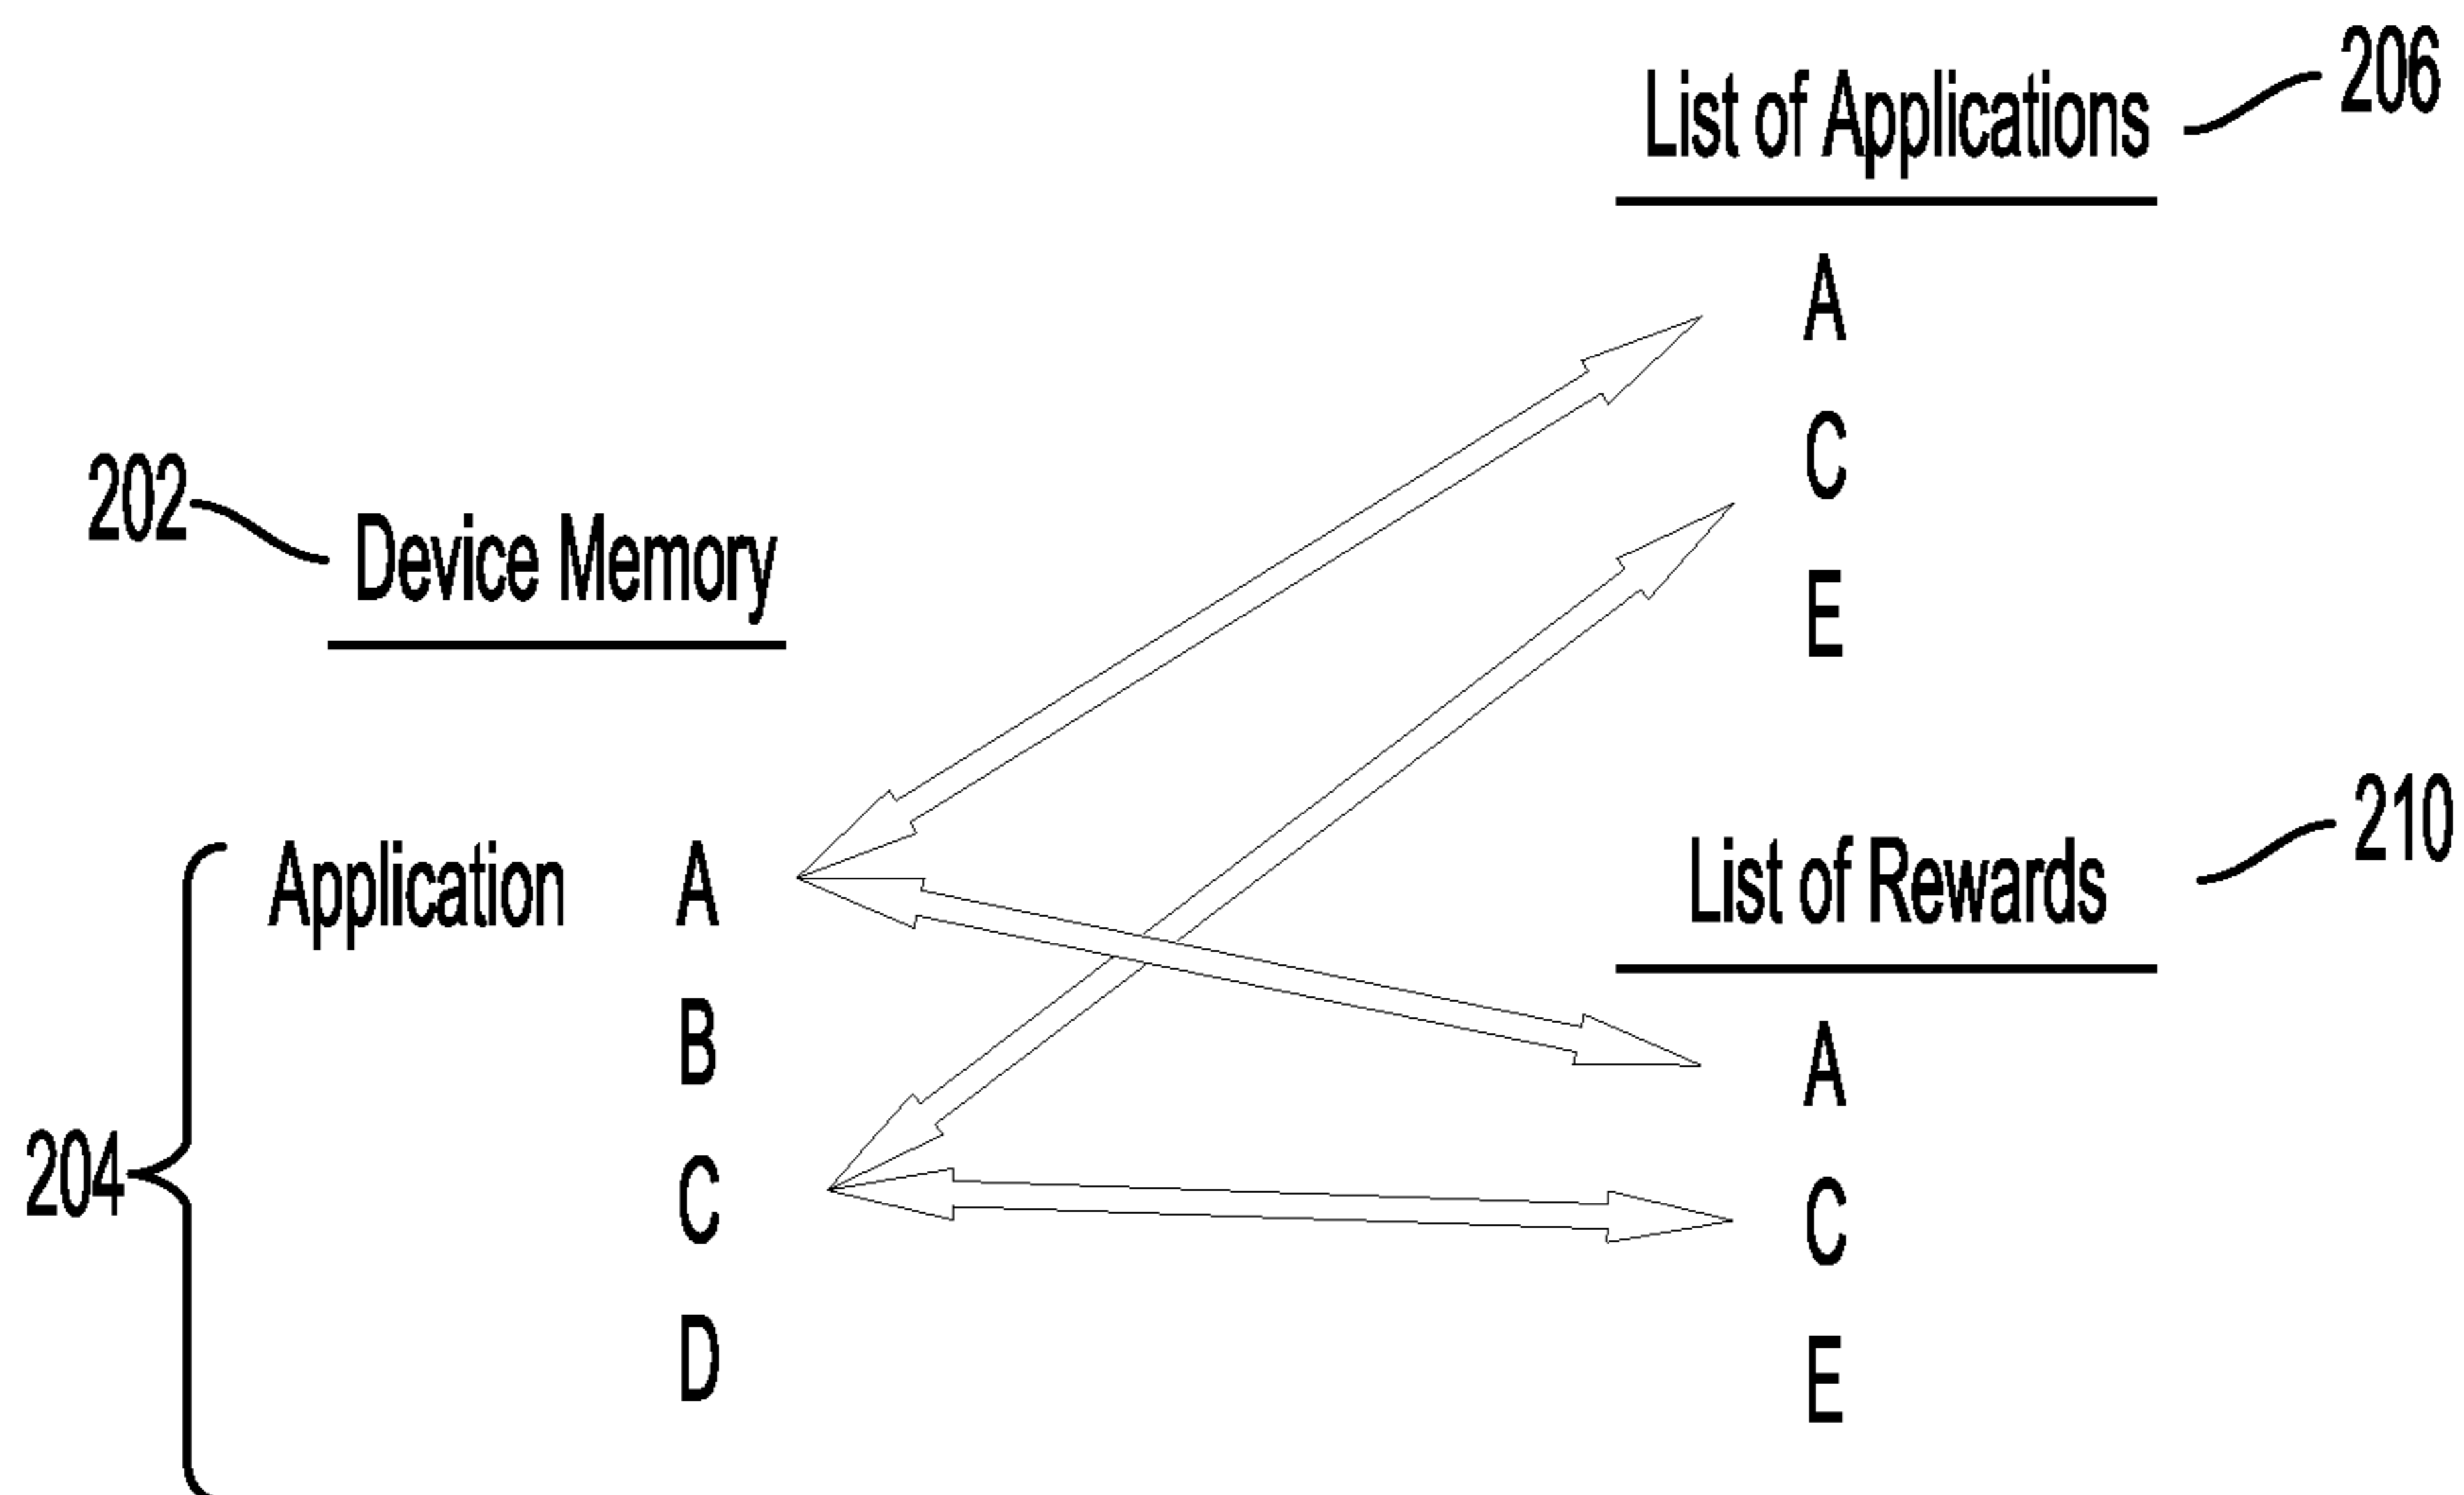 206
List of Applications
A
C
E
202
Device Memory
210
List of Rewards
A
C
E
204
Application A
B
C
D